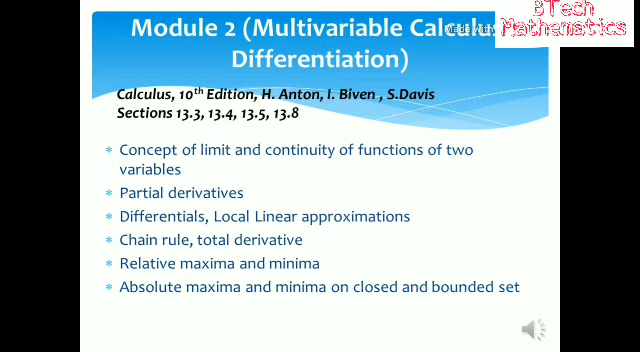 Module 2 (Multivariable Calculus
Differentiation)
BTech
Mathematics
Calculus, 10th Edition, H. Anton, I. Biven , S.Davis
Sections 13.3, 13.4, 13.5, 13.8
Concept of limit and continuity of functions of two
variables
Partial derivatives
Differentials, Local Linear approximations
Chain rule, total derivative
Relative maxima and minima
Absolute maxima and minima on closed and bounded set